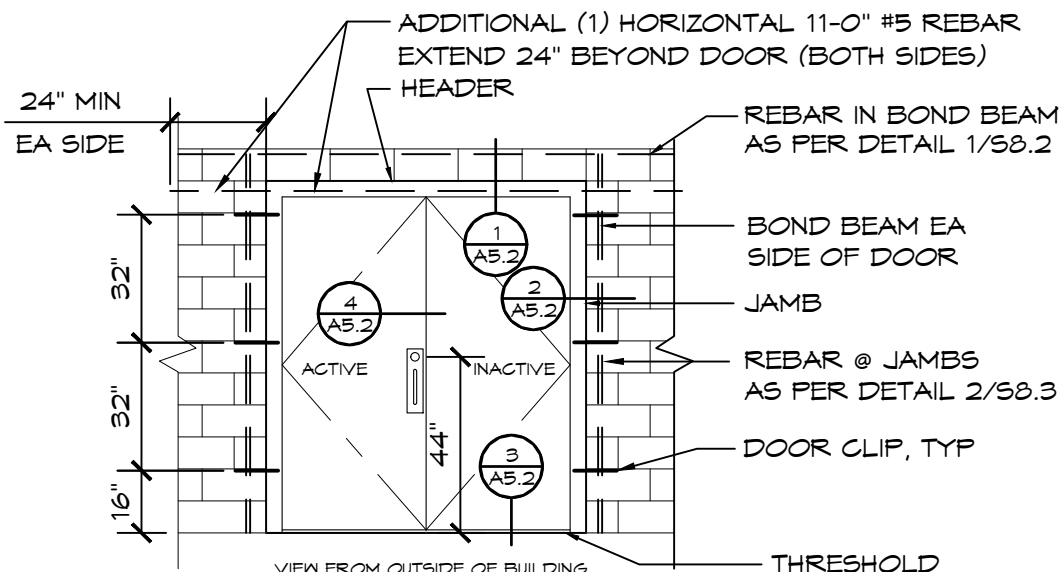 ADDITIONAL (1) HORIZONTAL 11-0" #5 REBAR
EXTEND 24" BEYOND DOOR (BOTH SIDES)
HEADER
24" MIN
EA SIDE
REBAR IN BOND BEAM
AS PER DETAIL 1/S8.2
BOND BEAM EA
SIDE OF DOOR
JAMB
REBAR @ JAMBS
AS PER DETAIL 2/S8.3
DOOR CLIP, TYP
THRESHOLD
32"
32"
16"
1
A5.2
2
A5.2
4
A5.2
ACTIVE
INACTIVE
44"
3
A5.2
VIEW FROM OUTSIDE OF BUILDING